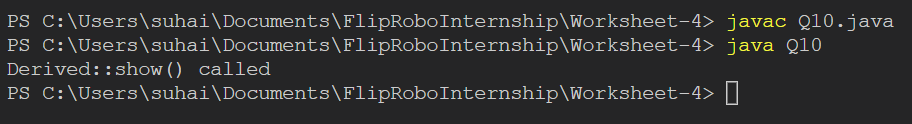 PS C:\Users\suhai\Documents\FlipRoboInternship\Worksheet-4> javac Q10.java
PS C:\Users\suhai\Documents\FlipRoboInternship\Worksheet-4> java Q10
Derived::show() called
PS C:\Users\suhai\Documents\FlipRoboInternship\Worksheet-4>